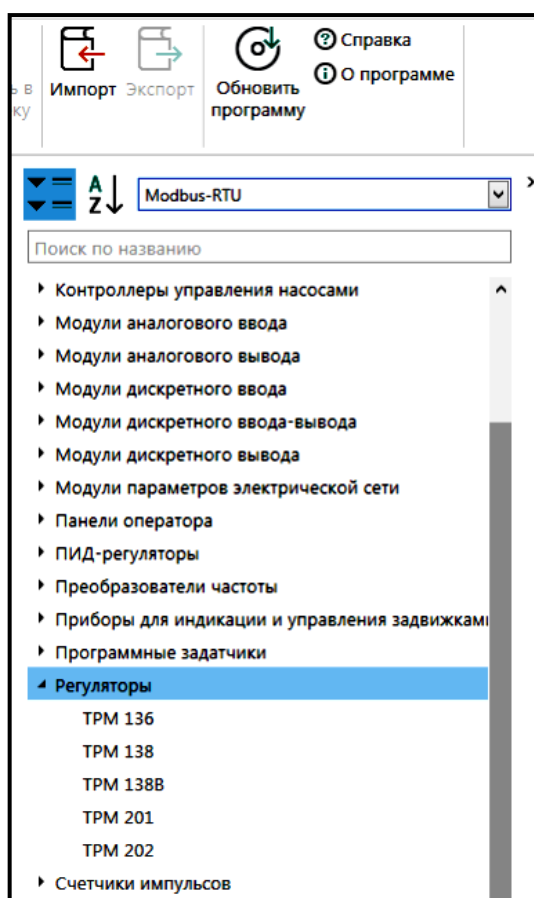 Справка
О программе
ь в
ку
Импорт Экспорт Обновить
программу
A
Z
Modbus-RTU
Поиск по названию
Контроллеры управления насосами
Модули аналогового ввода
Модули аналогового вывода
Модули дискретного ввода
Модули дискретного ввода-вывода
Модули дискретного вывода
Модули параметров электрической сети
Панели оператора
ПИД-регуляторы
Преобразователи частоты
Приборы для индикации и управления задвижками
Программные задатчики
Регуляторы
ТРМ 136
ТРМ 138
ТРМ 138В
ТРМ 201
ТРМ 202
Счетчики импульсов